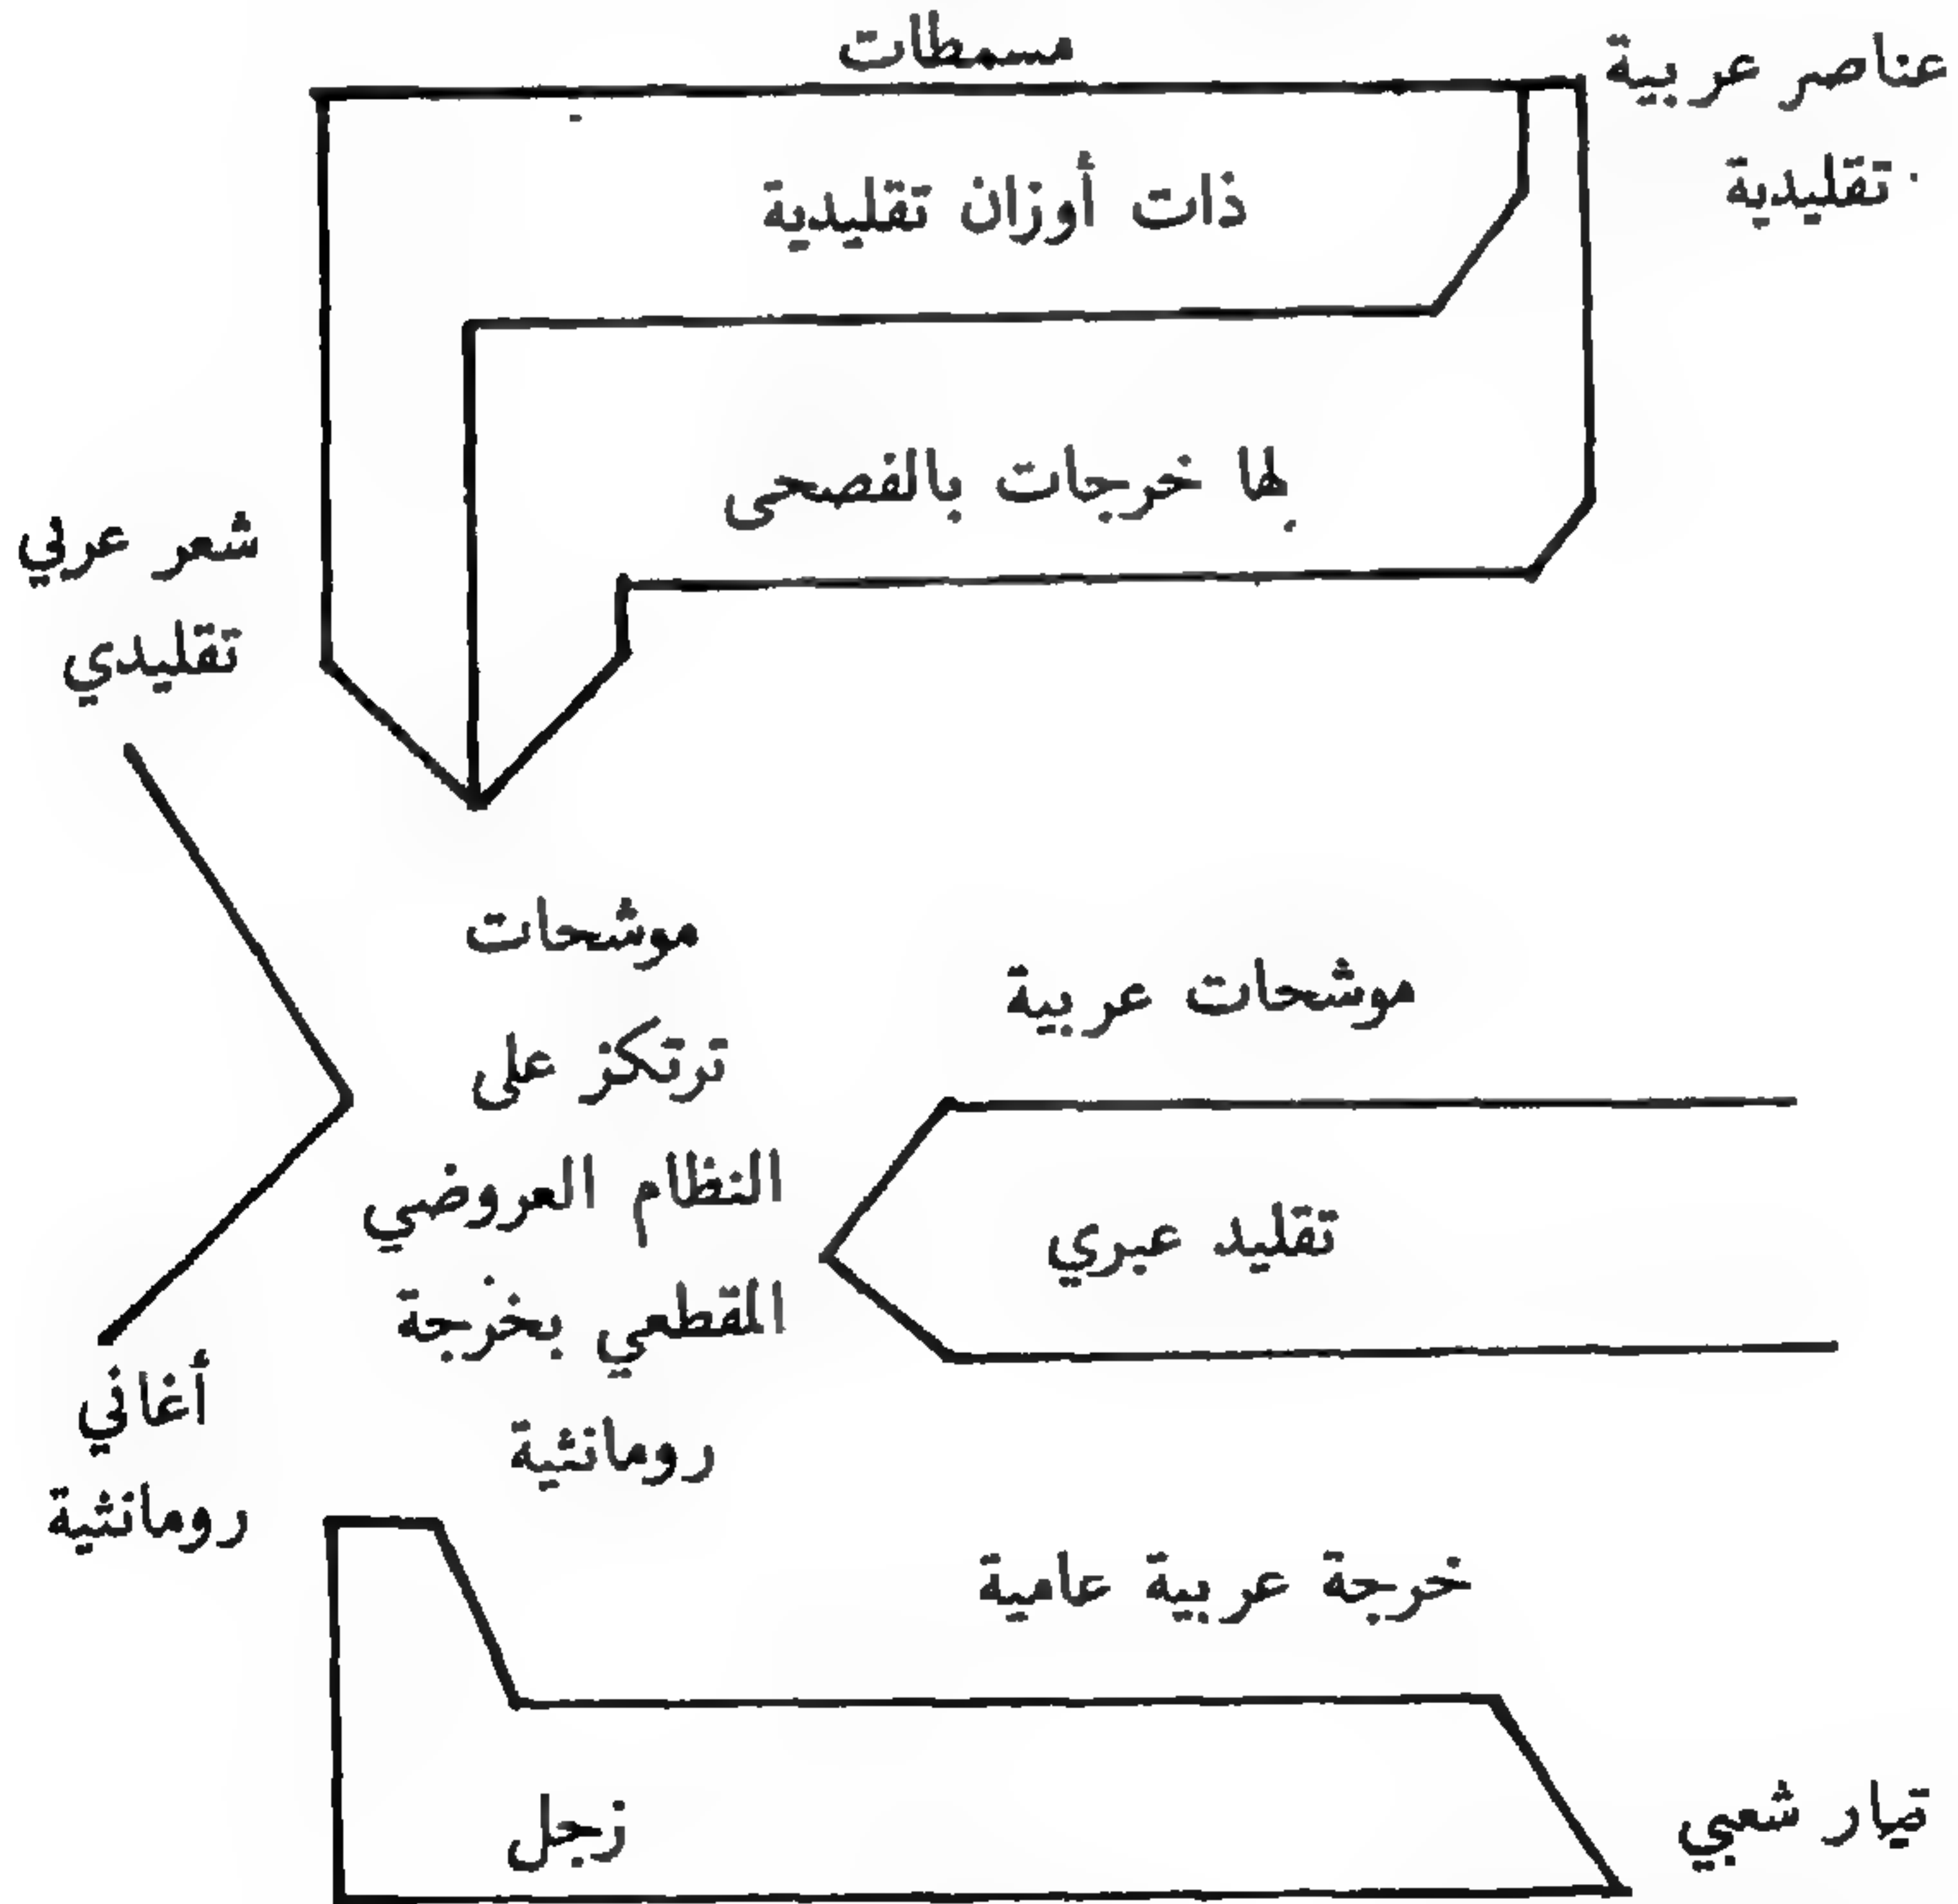 مسمطات
عناصر عربية
تقليدية
ذات أوزان تقليدية
لها خرجات بالفصحى
شعر عربي
تقليدي
موشحات
ترتكز على
النظام العروضي
المقطعي بخرجة
رومانثية
موشحات عربية
تقليد عبري
أغاني
رومانثية
خرجة عربية عامية
زجل
تيار شعبي